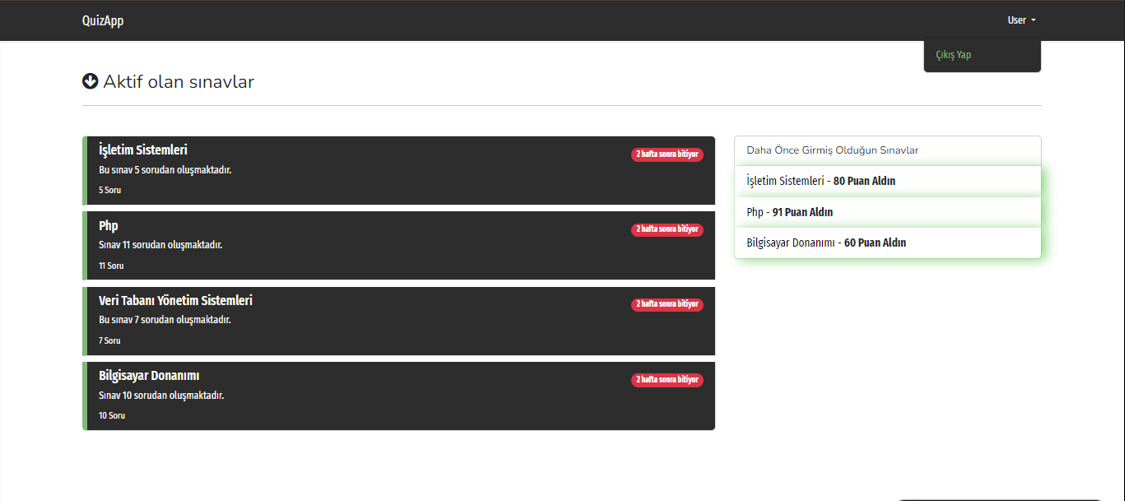 QuizApp
User
Çıkış Yap
Aktif olan sınavlar
İşletim Sistemleri
2 hafta sonra bitiyor
Bu sınav 5 sorudan oluşmaktadır.
5 Soru
Php
2 hafta sonra bitiyor
Sınav 11 sorudan oluşmaktadır.
11 Soru
Veri Tabanı Yönetim Sistemleri
2 hafta sonra bitiyor
Bu sınav 7 sorudan oluşmaktadır.
7 Soru
Bilgisayar Donanımı
2 hafta sonra bitiyor
Sınav 10 sorudan oluşmaktadır.
10 Soru
Daha Önce Girmiş Olduğun Sınavlar
İşletim Sistemleri - 80 Puan Aldın
Php - 91 Puan Aldın
Bilgisayar Donanımı - 60 Puan Aldın